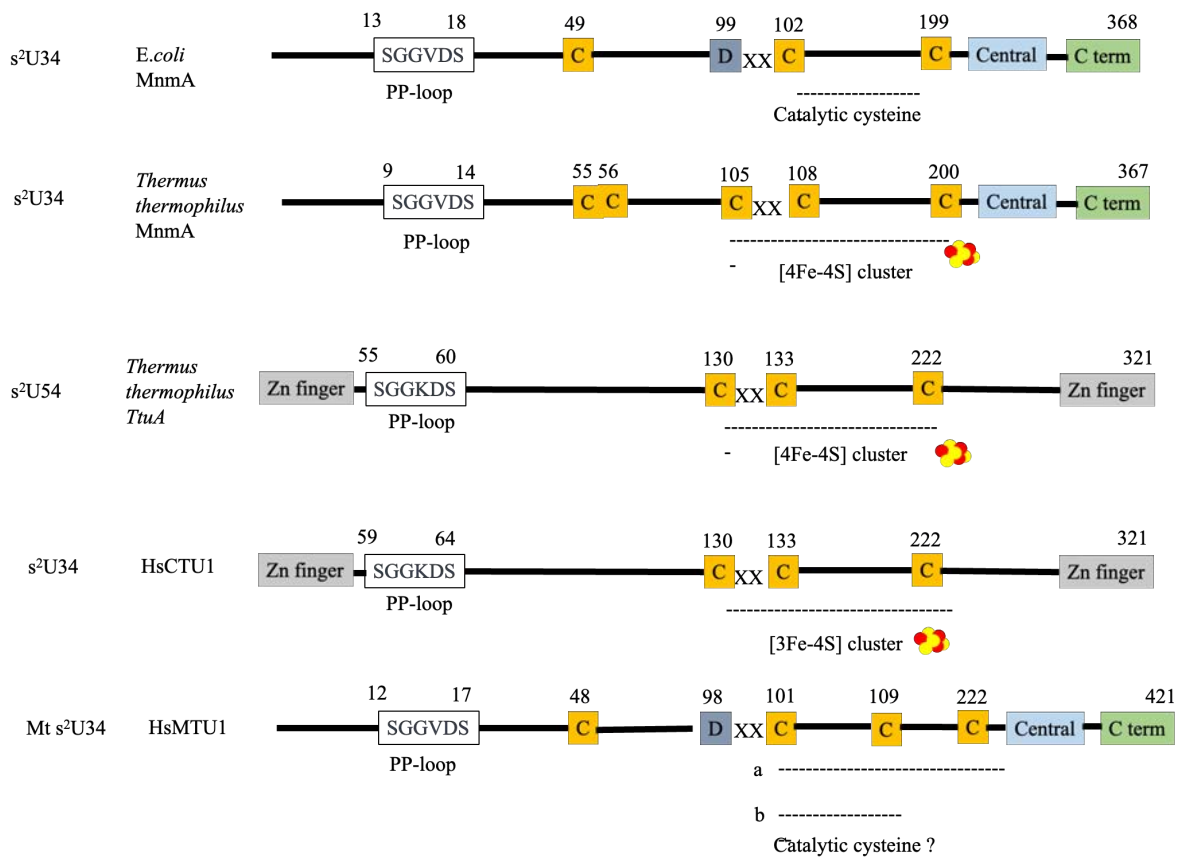 13 18 49 99 102 199 368
s²U34 E.coli SGGVDS C D XX C C Central C term
MnmA
PP-loop
Catalytic cysteine
9 14 55 56 105 108 200 367
s²U34 Thermus
thermophilus SGGVDS C C C XX C C Central C term
MnmA
PP-loop
[4Fe-4S] cluster
55 60 130 133 222 321
s²U54 Thermus
thermophilus Zn finger SGGKDS C XX C C Zn finger
TtuA
PP-loop
[4Fe-4S] cluster
59 64 130 133 222 321
s²U34 HsCTU1 Zn finger SGGKDS C XX C C Zn finger
PP-loop
[3Fe-4S] cluster
12 17 48 98 101 109 222 421
Mt s²U34 HsMTU1 SGGVDS C D XX C C C Central C term
PP-loop
a
b
Catalytic cysteine ?